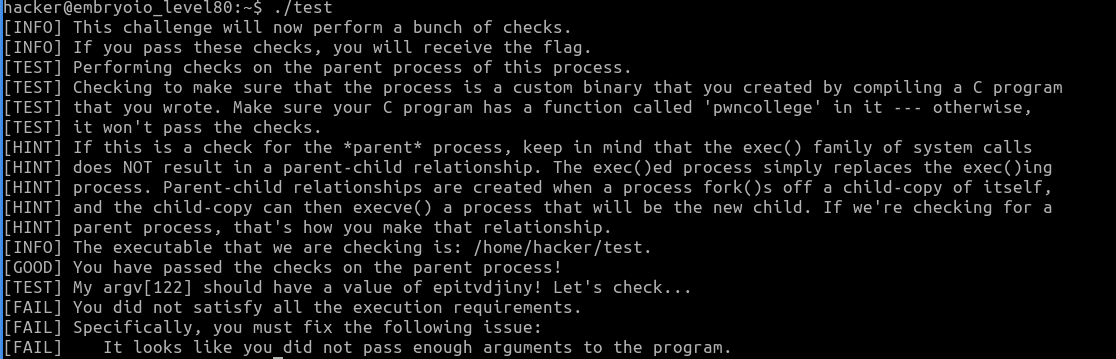 hacker@embryoio_level80:~$ ./test
[INFO] This challenge will now perform a bunch of checks.
[INFO] If you pass these checks, you will receive the flag.
[TEST] Performing checks on the parent process of this process.
[TEST] Checking to make sure that the process is a custom binary that you created by compiling a C program
[TEST] that you wrote. Make sure your C program has a function called 'pwncollege' in it --- otherwise,
[TEST] it won't pass the checks.
[HINT] If this is a check for the *parent* process, keep in mind that the exec() family of system calls
[HINT] does NOT result in a parent-child relationship. The exec()ed process simply replaces the exec()ing
[HINT] process. Parent-child relationships are created when a process fork()s off a child-copy of itself,
[HINT] and the child-copy can then execve() a process that will be the new child. If we're checking for a
[HINT] parent process, that's how you make that relationship.
[INFO] The executable that we are checking is: /home/hacker/test.
[GOOD] You have passed the checks on the parent process!
[TEST] My argv[122] should have a value of epitvdjiny! Let's check...
[FAIL] You did not satisfy all the execution requirements.
[FAIL] Specifically, you must fix the following issue:
[FAIL]    It looks like you did not pass enough arguments to the program.